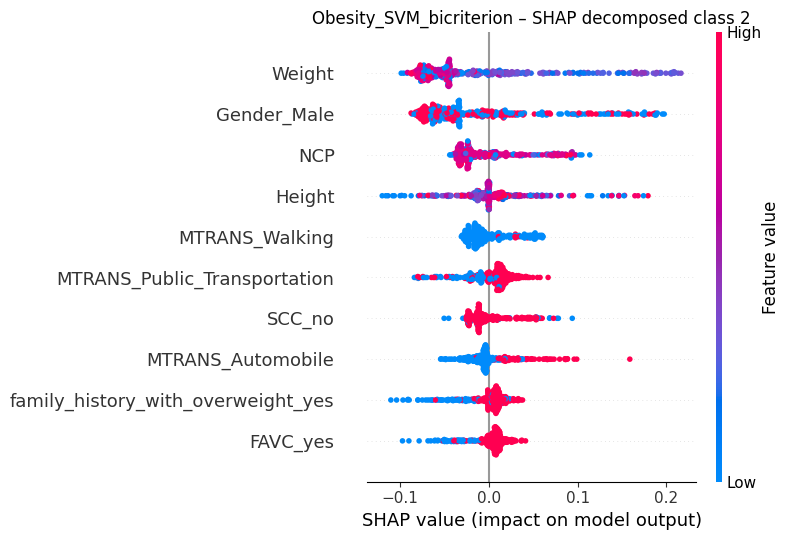 Obesity_SVM_bicriterion – SHAP decomposed class 2
High
Weight
Gender_Male
NCP
Height
MTRANS_Walking
MTRANS_Public_Transportation
SCC_no
MTRANS_Automobile
family_history_with_overweight_yes
FAVC_yes
Feature value
Low
−0.1 0.0 0.1 0.2
SHAP value (impact on model output)